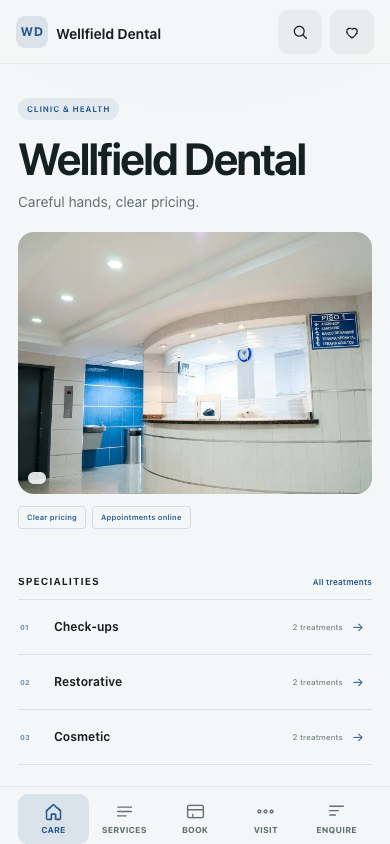 WD
Wellfield Dental
CLINIC & HEALTH
Wellfield Dental
Careful hands, clear pricing.
PISO 1
Clear pricing
Appointments online
SPECIALITIES
All treatments
01
Check-ups
2 treatments
02
Restorative
2 treatments
03
Cosmetic
2 treatments
CARE
SERVICES
BOOK
VISIT
ENQUIRE